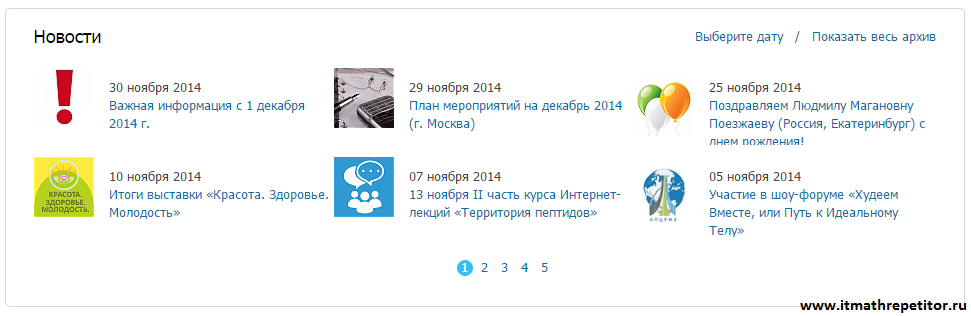 Новости
Выберите дату / Показать весь архив
30 ноября 2014
Важная информация с 1 декабря
2014 г.
29 ноября 2014
План мероприятий на декабрь 2014
(г. Москва)
25 ноября 2014
Поздравляем Людмилу Магановну
Поезжаеву (Россия, Екатеринбург) с
днем рождения!
КРАСОТА.
ЗДОРОВЬЕ.
МОЛОДОСТЬ.
10 ноября 2014
Итоги выставки «Красота. Здоровье.
Молодость»
07 ноября 2014
13 ноября II часть курса Интернет-
лекций «Территория пептидов»
05 ноября 2014
Участие в шоу-форуме «Худеем
Вместе, или Путь к Идеальному
Телу»
1 2 3 4 5
www.itmathrepetitor.ru